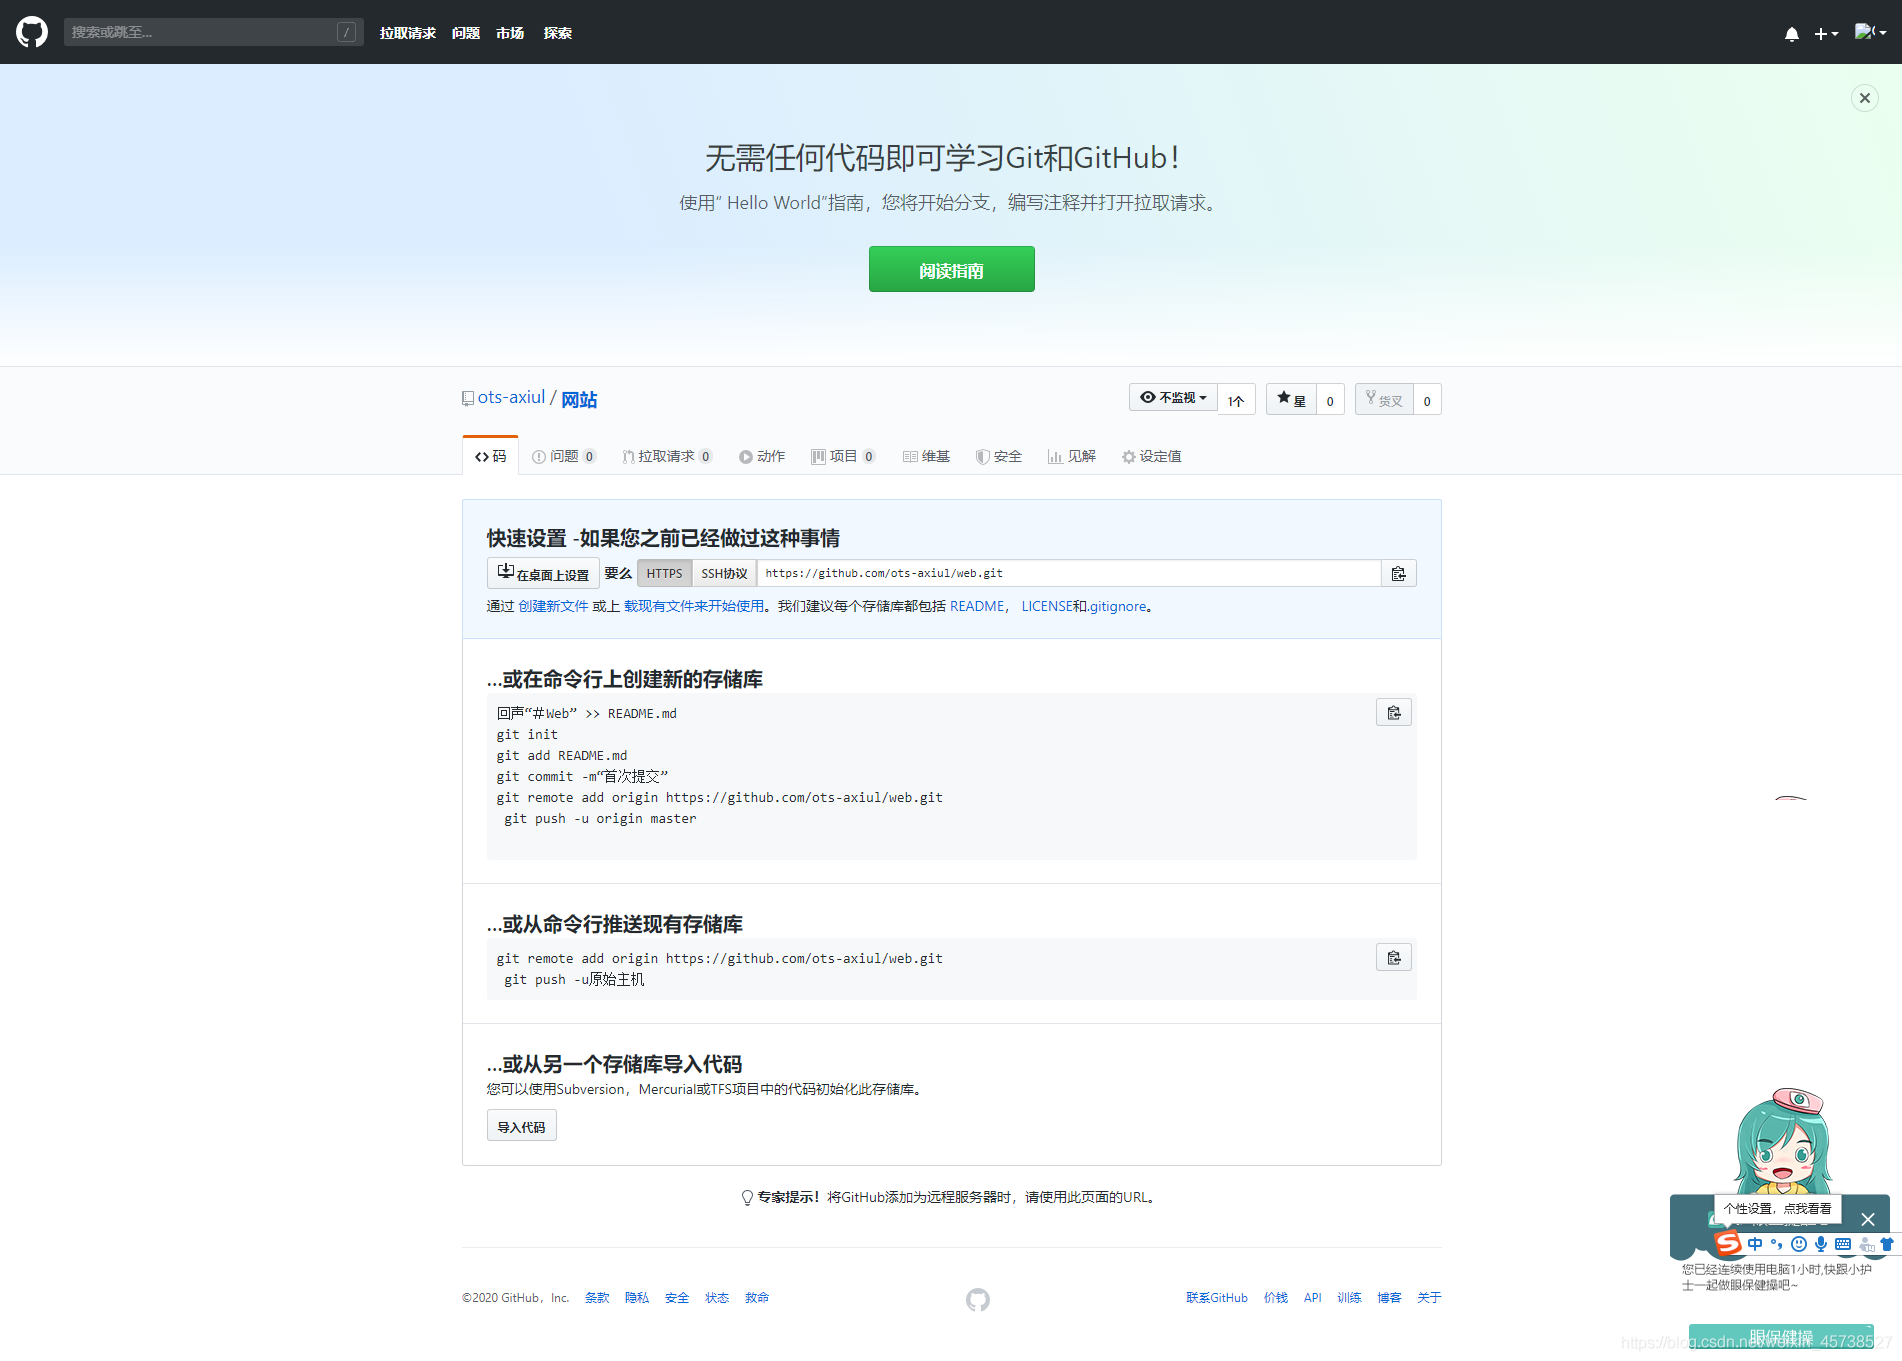 搜索或跳至... / 拉取请求 问题 市场 探索
无需任何代码即可学习Git和GitHub！
使用“ Hello World”指南，您将开始分支，编写注释并打开拉取请求。
阅读指南
ots-axiul / 网站 不监视 1个 星 0 货叉 0
<> 码 问题 0 拉取请求 0 动作 项目 0 维基 安全 见解 设定值
快速设置 -如果您之前已经做过这种事情
在桌面上设置 要么 HTTPS SSH协议 https://github.com/ots-axiul/web.git
通过 创建新文件 或上 载现有文件来开始使用。我们建议每个存储库都包括 README， LICENSE和.gitignore。
...或在命令行上创建新的存储库
回声“＃Web” >> README.md
git init
git add README.md
git commit -m“首次提交”
git remote add origin https://github.com/ots-axiul/web.git
git push -u origin master
...或从命令行推送现有存储库
git remote add origin https://github.com/ots-axiul/web.git
git push -u原始主机
...或从另一个存储库导入代码
您可以使用Subversion，Mercurial或TFS项目中的代码初始化此存储库。
导入代码
专家提示！将GitHub添加为远程服务器时，请使用此页面的URL。
个性设置，点我看看
S 中
您已经连续使用电脑1小时,快跟小护
士一起做眼保健操吧~
©2020 GitHub，Inc. 条款 隐私 安全 状态 救命 联系GitHub 价钱 API 训练 博客 关于
眼保健操
https://blog.csdn.net/weixin_45738527